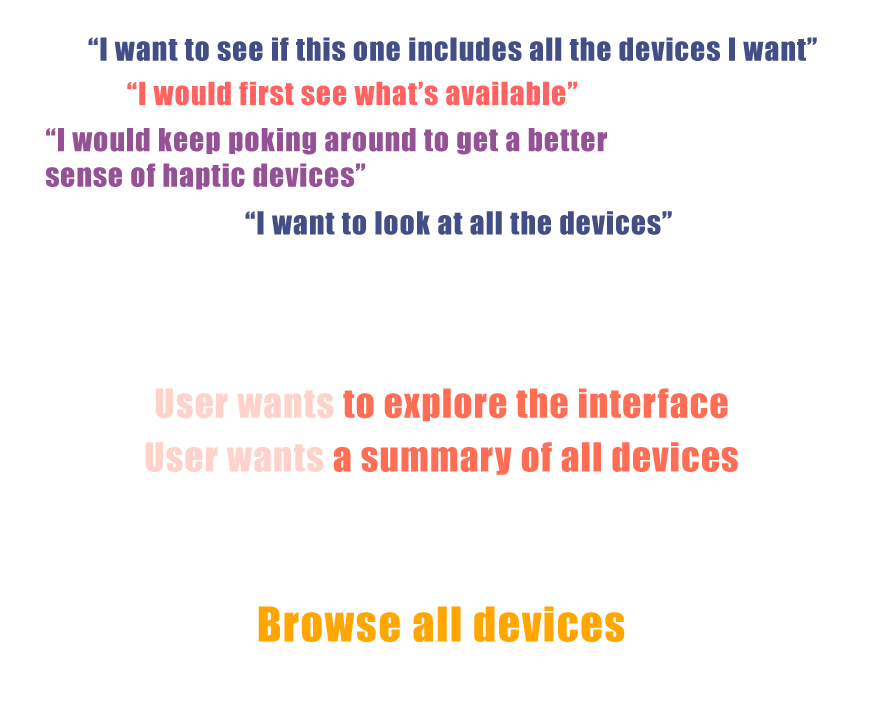 “I want to see if this one includes all the devices I want”
“I would first see what’s available”
“I would keep poking around to get a better
sense of haptic devices”
“I want to look at all the devices”
User wants to explore the interface
User wants a summary of all devices
Browse all devices